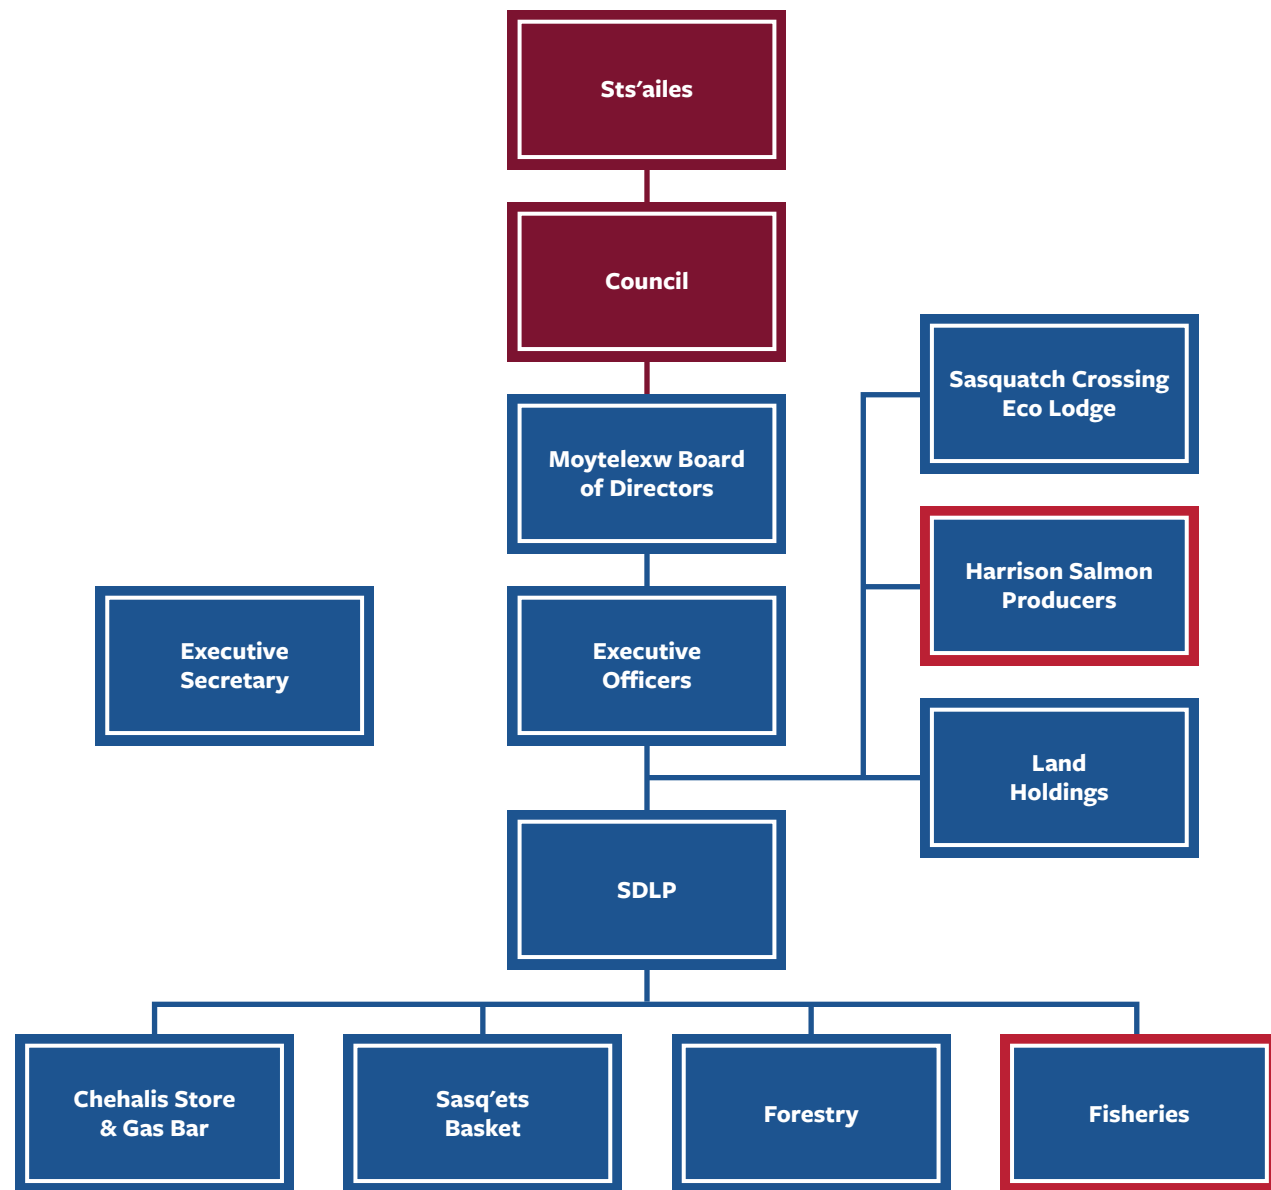 Sts'ailes
Council
Sasquatch Crossing
Eco Lodge
Moytelexw Board
of Directors
Harrison Salmon
Producers
Executive
Secretary
Executive
Officers
Land
Holdings
SDLP
Chehalis Store
& Gas Bar
Sasq'ets
Basket
Forestry
Fisheries